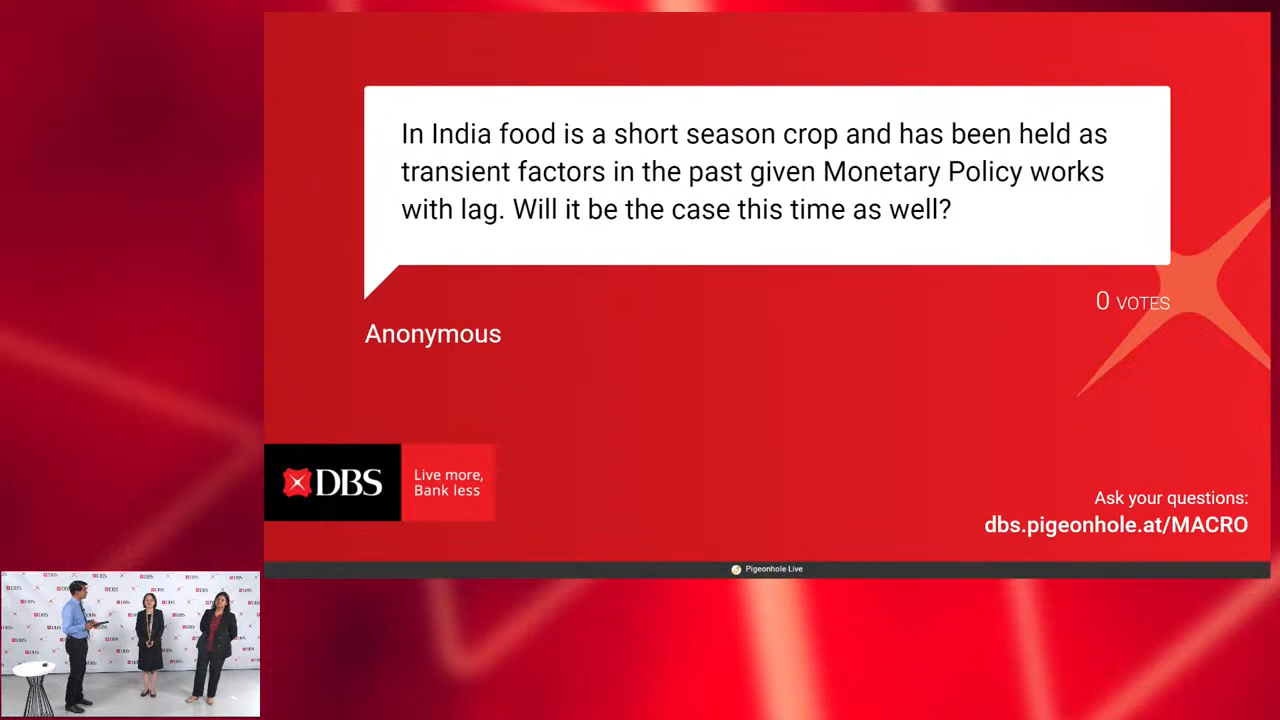 In India food is a short season crop and has been held as
transient factors in the past given Monetary Policy works
with lag. Will it be the case this time as well?
0 VOTES
Anonymous
DBS
Live more,
Bank less
Ask your questions:
dbs.pigeonhole.at/MACRO
Pigeonhole Live